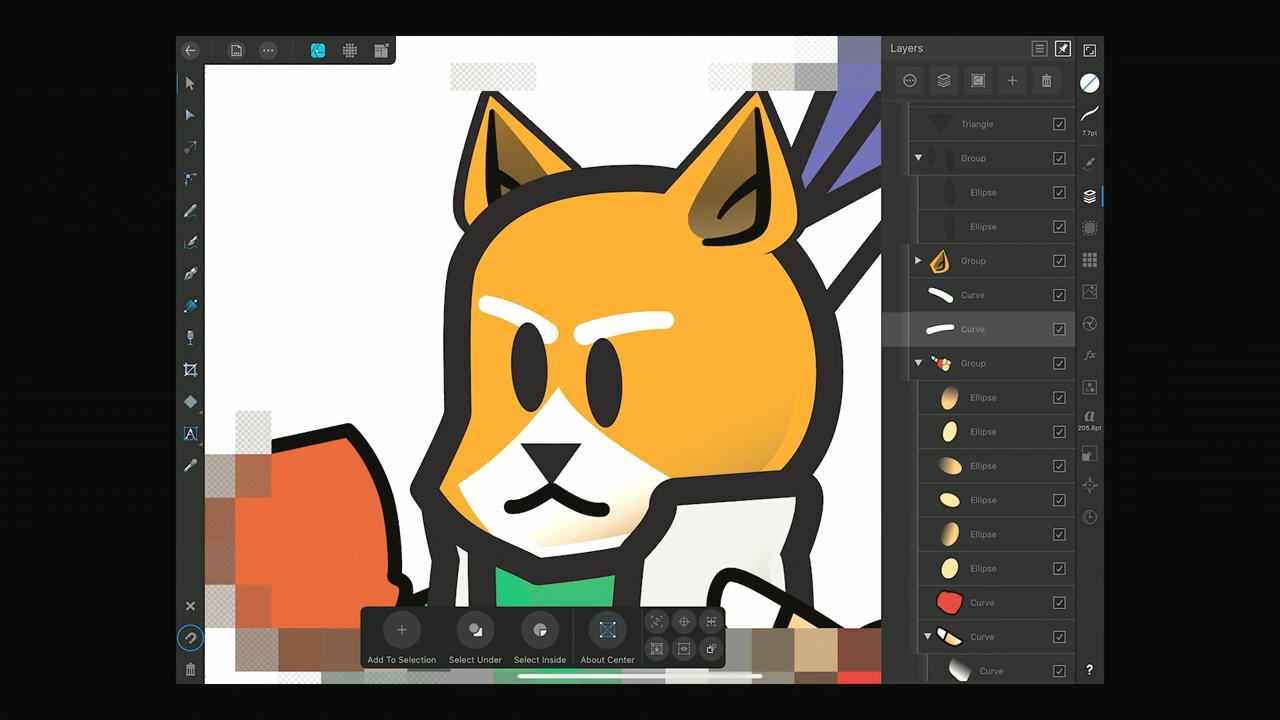 Layers
Triangle
7.7pt
Group
Ellipse
Ellipse
Group
Curve
Curve
Group
Ellipse
Ellipse
a
205.8pt
Ellipse
Ellipse
Ellipse
Ellipse
Curve
Curve
Curve
fx
A
?
Add To Selection
Select Under
Select Inside
About Center